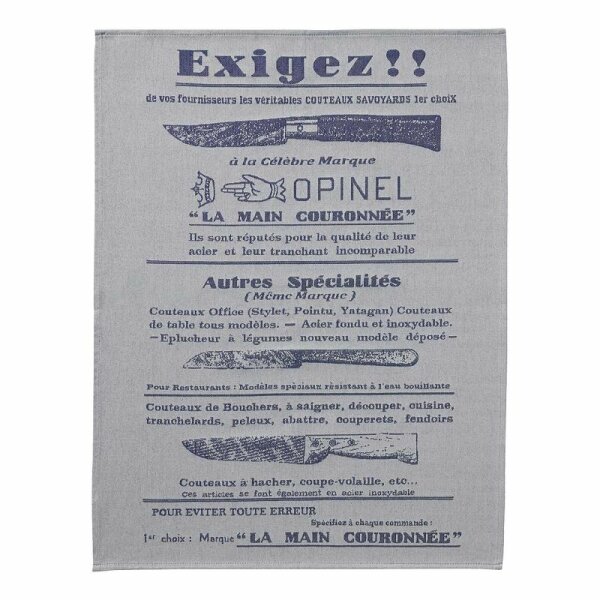 Exigez!!
de vos fournisseurs les véritables COUTEAUX SAVOYARDS 1er choix
à la Célèbre Marque
OPINEL
"LA MAIN COURONNÉE"
Ils sont réputés pour la qualité de leur
acier et leur tranchant incomparable
Autres Spécialités
(Même Marque)
Couteaux Office (Stylet, Pointu, Yatagan) Couteaux
de table tous modèles. — Acier fondu et inoxydable.
—Eplucheur à légumes nouveau modèle déposé—
Pour Restaurants : Modèles spéciaux résistant à l'eau bouillante
Couteaux de Bouchers, à saigner, découper, cuisine,
tranchelards, peleux, abattre, couperets, fendoirs
Couteaux à hacher, coupe-volaille, etc...
Ces articles se font également en acier inoxydable
POUR EVITER TOUTE ERREUR
Spécifiez à chaque commande :
1er choix : Marque "LA MAIN COURONNÉE"